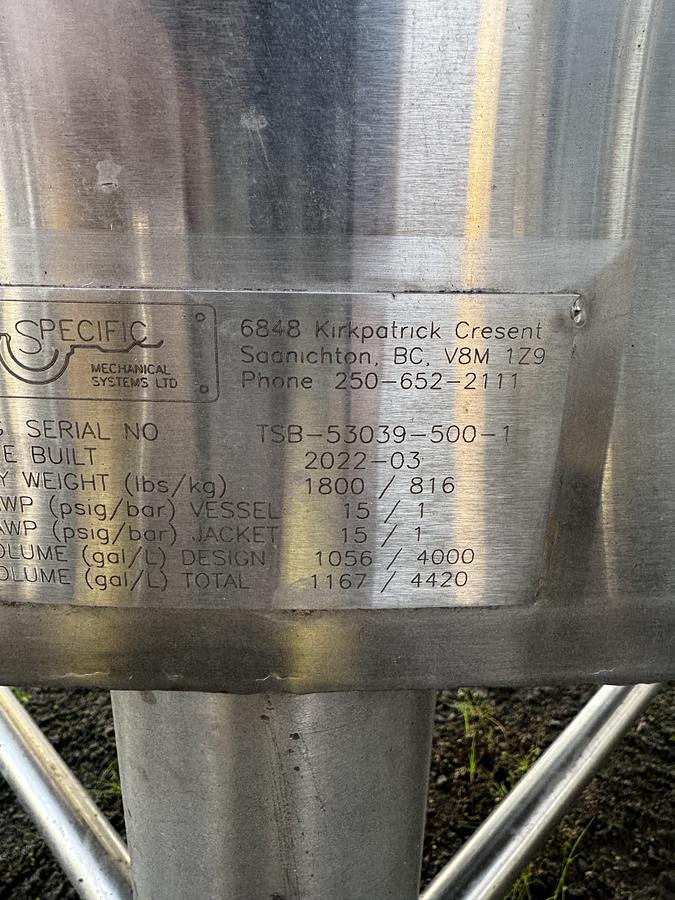 SPECIFIC
MECHANICAL
SYSTEMS LTD
6848 Kirkpatrick Cresent
Saanichton, BC, V8M 1Z9
Phone 250-652-2111
SERIAL NO TSB-53039-500-1
E BUILT 2022-03
Y WEIGHT (lbs/kg) 1800 / 816
AWP (psig/bar) VESSEL 15 / 1
AWP (psig/bar) JACKET 15 / 1
OLUME (gal/L) DESIGN 1056 / 4000
OLUME (gal/L) TOTAL 1167 / 4420